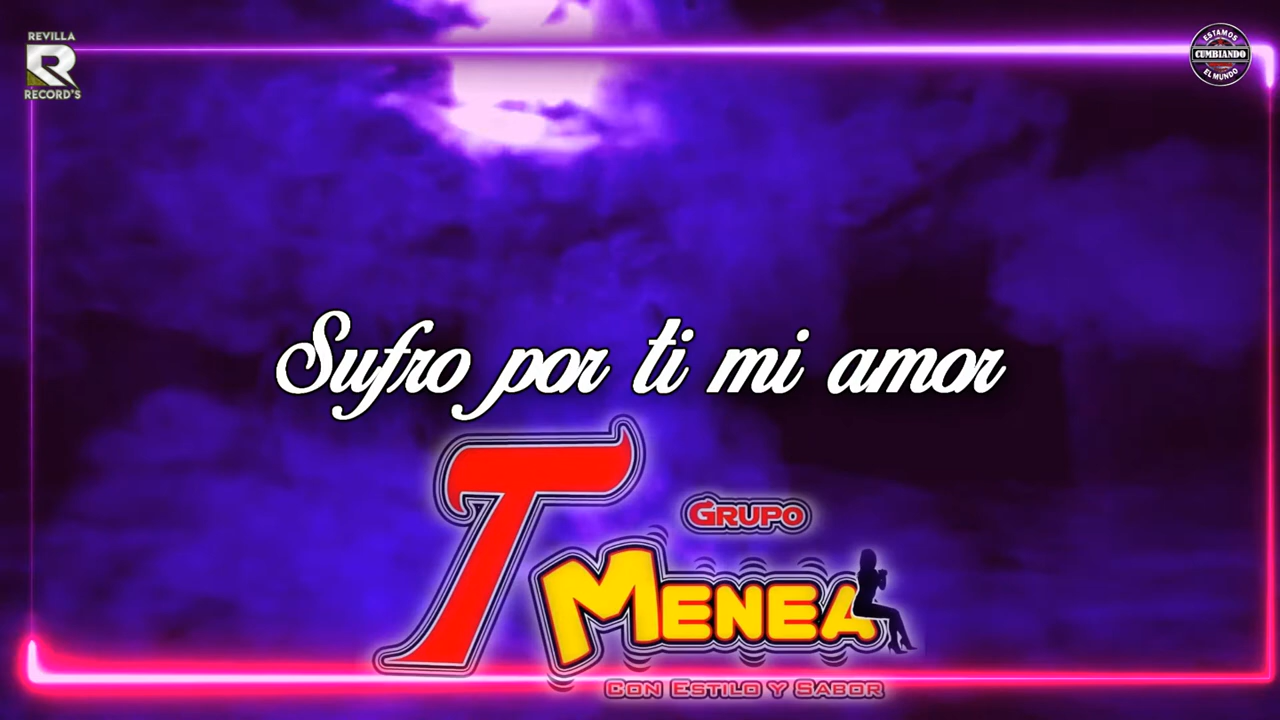 REVILLA
R
RECORD'S
ESTAMOS
CUMBIANDO
EL MUNDO
Sufro por ti mi amor
GRUPO
T MENEA
CON ESTILO Y SABOR